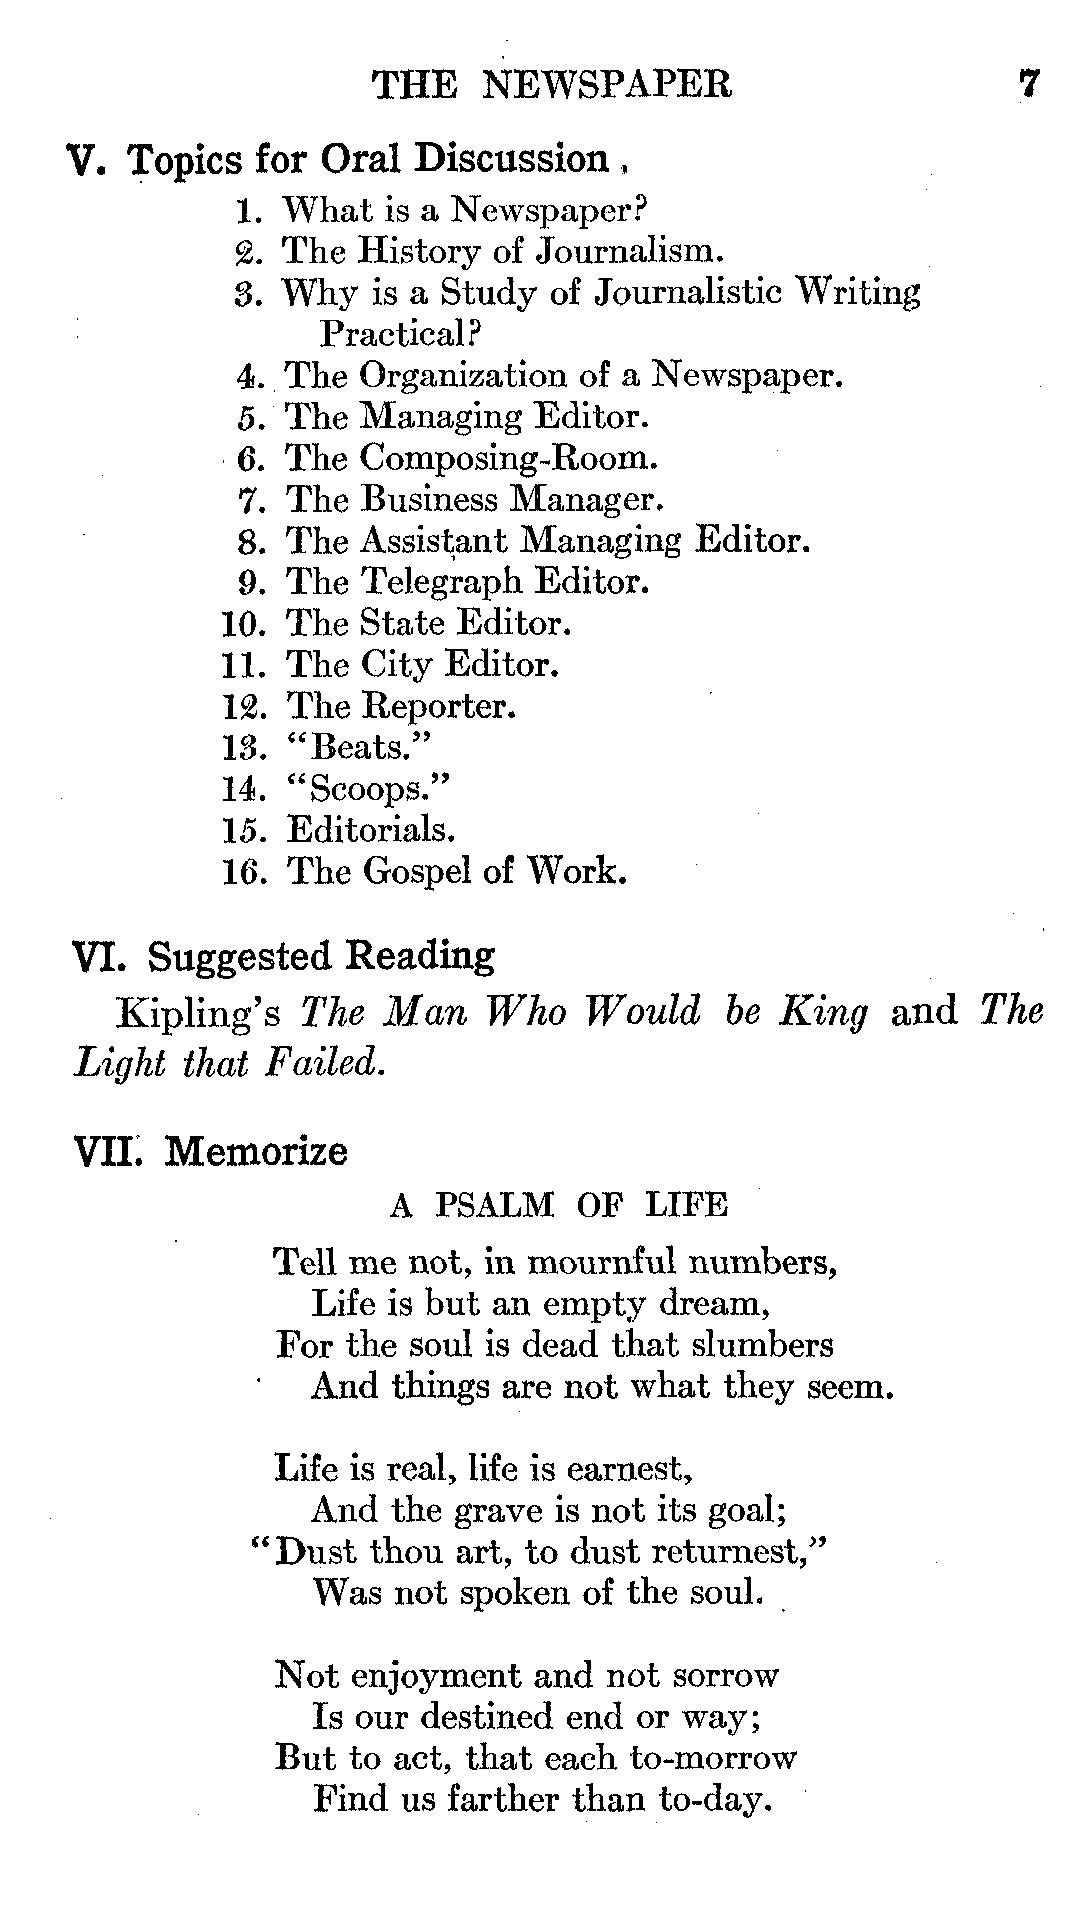 THE NEWSPAPER 7
V. Topics for Oral Discussion.
1. What is a Newspaper?
2. The History of Journalism.
3. Why is a Study of Journalistic Writing
Practical?
4. The Organization of a Newspaper.
5. The Managing Editor.
6. The Composing-Room.
7. The Business Manager.
8. The Assistant Managing Editor.
9. The Telegraph Editor.
10. The State Editor.
11. The City Editor.
12. The Reporter.
13. "Beats."
14. "Scoops."
15. Editorials.
16. The Gospel of Work.
VI. Suggested Reading
Kipling's The Man Who Would be King and The
Light that Failed.
VII. Memorize
A PSALM OF LIFE
Tell me not, in mournful numbers,
Life is but an empty dream,
For the soul is dead that slumbers
And things are not what they seem.
Life is real, life is earnest,
And the grave is not its goal;
"Dust thou art, to dust returnest,"
Was not spoken of the soul.
Not enjoyment and not sorrow
Is our destined end or way;
But to act, that each to-morrow
Find us farther than to-day.